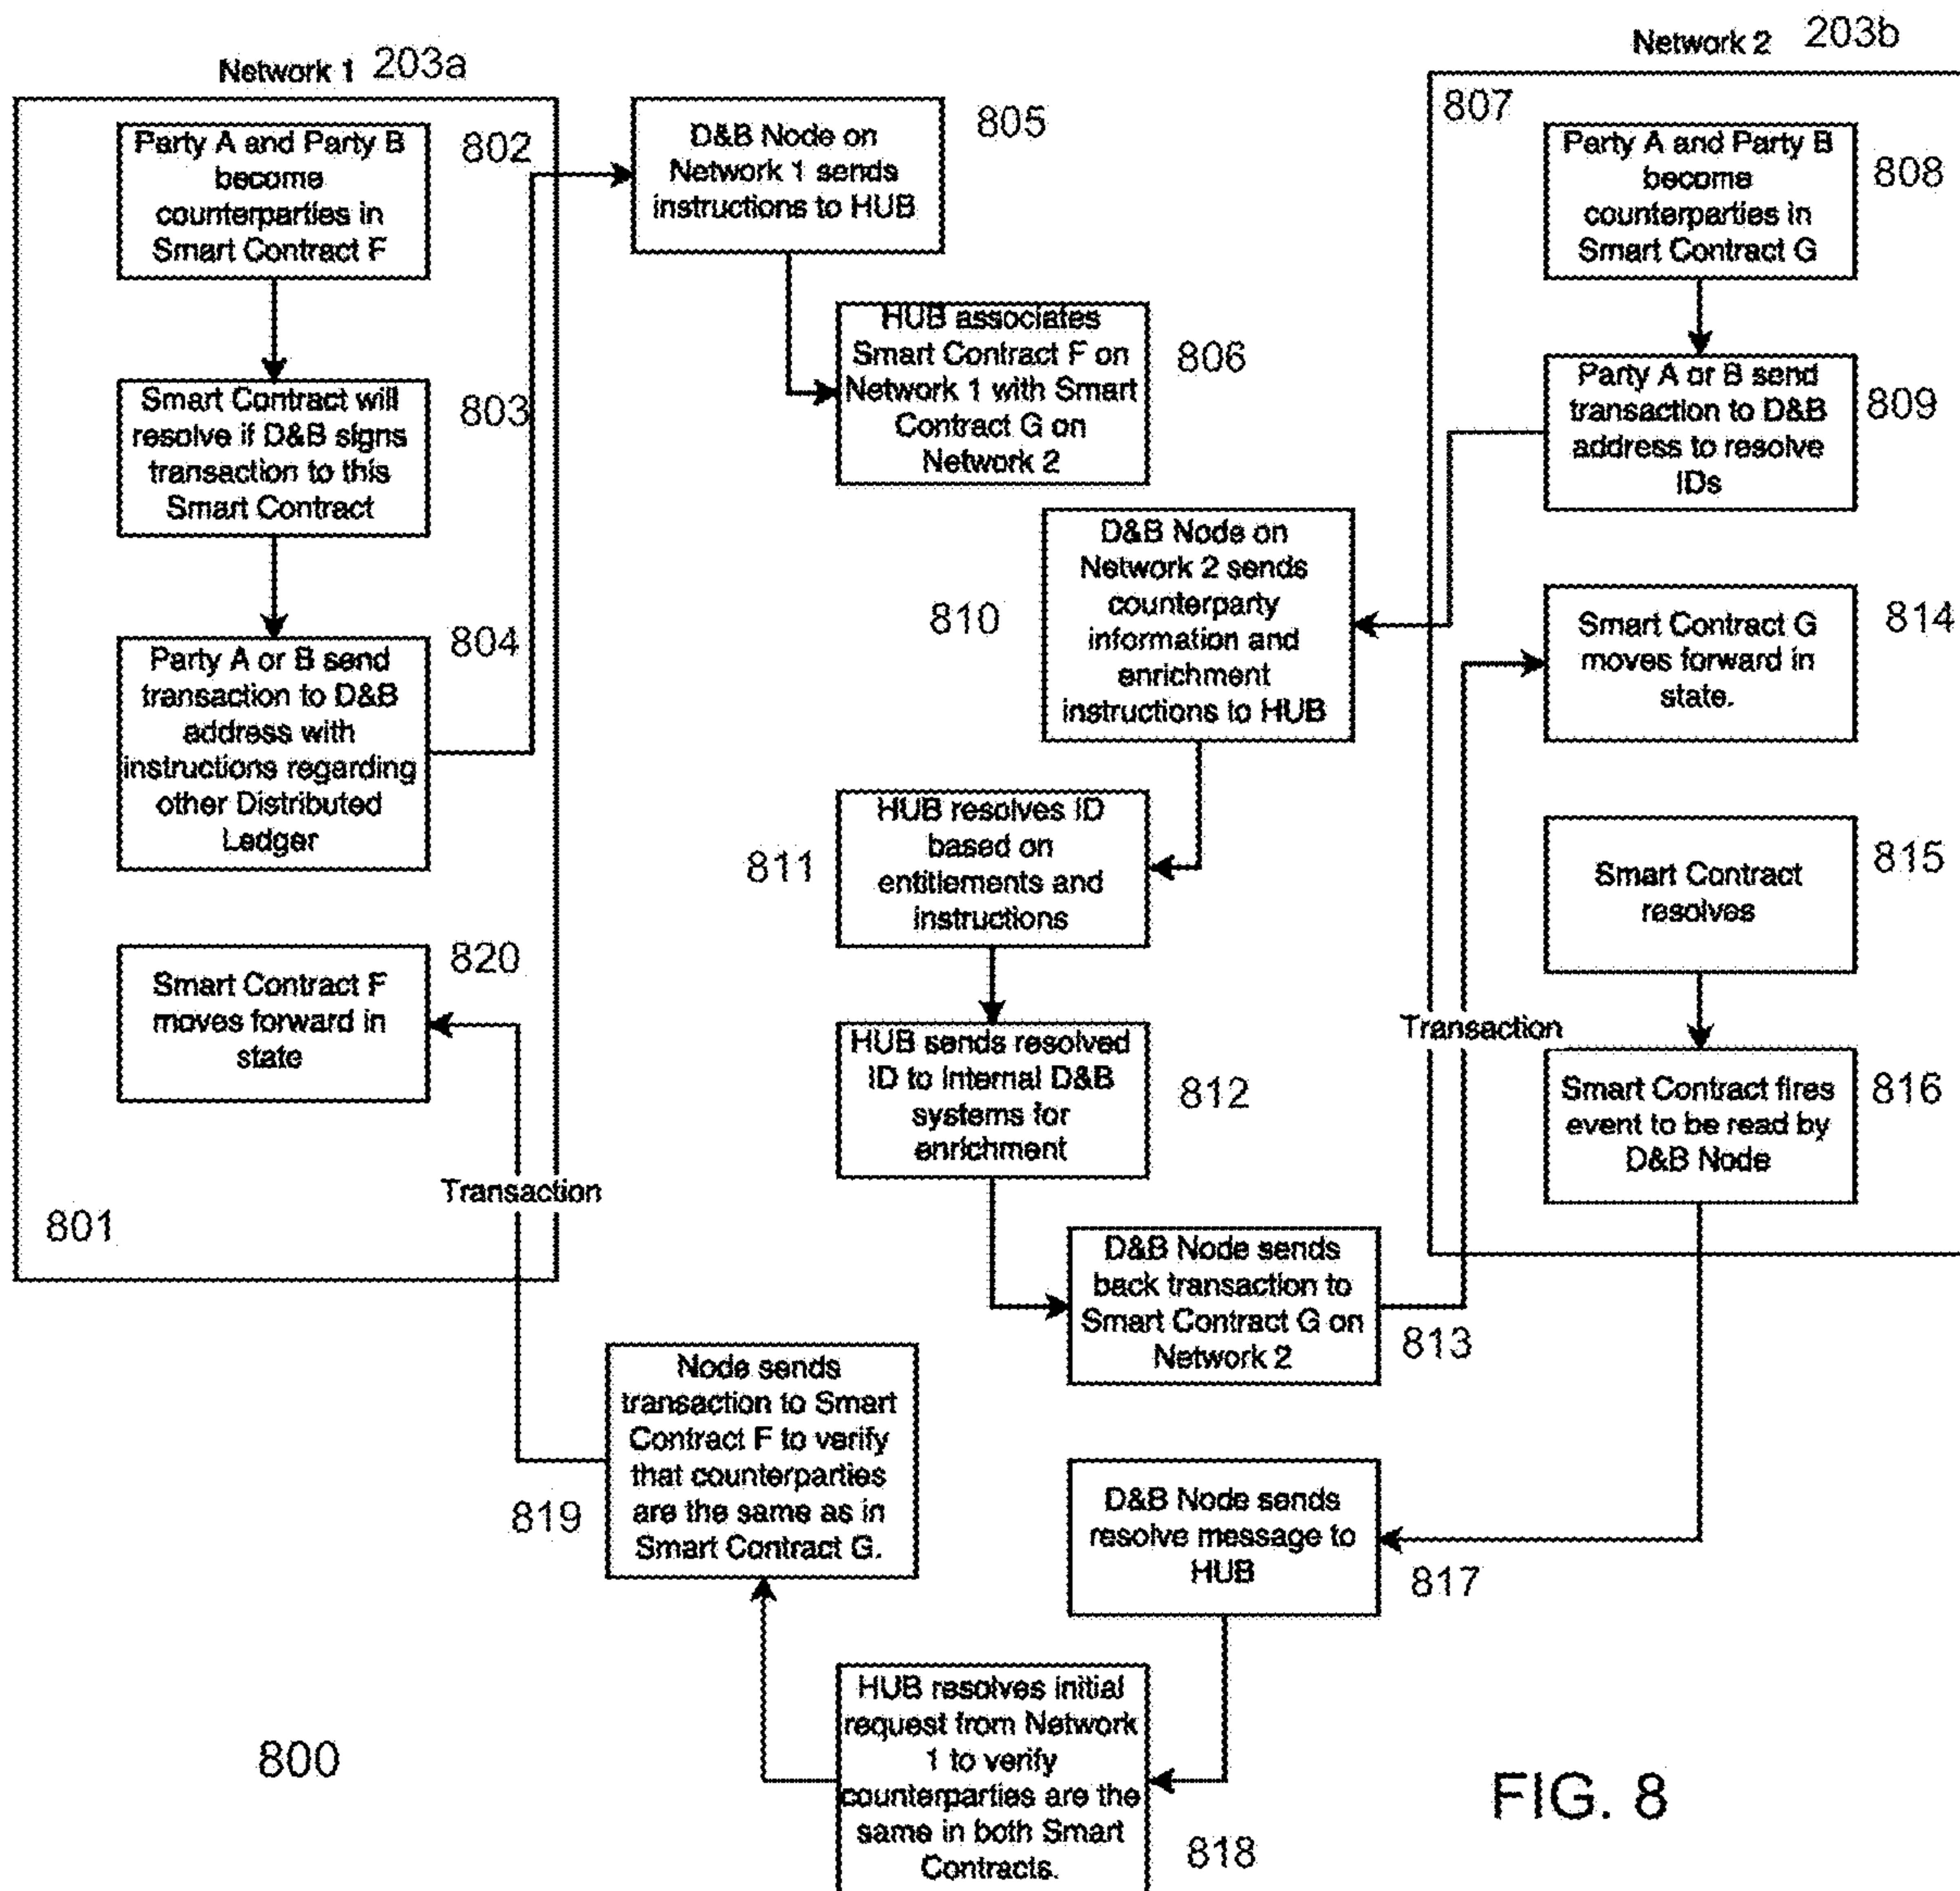 Network 1 203a
Party A and Party B
become
counterparties in
Smart Contract F
802
Smart Contract will
resolve if D&B signs
transaction to this
Smart Contract
803
Party A or B send
transaction to D&B
address with
instructions regarding
other Distributed
Ledger
804
Smart Contract F
moves forward in
state
820
Transaction
801
D&B Node on
Network 1 sends
instructions to HUB
805
HUB associates
Smart Contract F on
Network 1 with Smart
Contract G on
Network 2
806
Network 2 203b
807
Party A and Party B
become
counterparties in
Smart Contract G
808
Party A or B send
transaction to D&B
address to resolve
IDs
809
D&B Node on
Network 2 sends
counterparty
information and
enrichment
instructions to HUB
810
HUB resolves ID
based on
entitlements and
instructions
811
HUB sends resolved
ID to Internal D&B
systems for
enrichment
812
D&B Node sends
back transaction to
Smart Contract G on
Network 2
813
Transaction
Smart Contract G
moves forward in
state.
814
Smart Contract
resolves
815
Smart Contract fires
event to be read by
D&B Node
816
D&B Node sends
resolve message to
HUB
817
HUB resolves initial
request from Network
1 to verify
counterparties are the
same in both Smart
Contracts.
818
Node sends
transaction to Smart
Contract F to verify
that counterparties
are the same as in
Smart Contract G.
819
800
FIG. 8